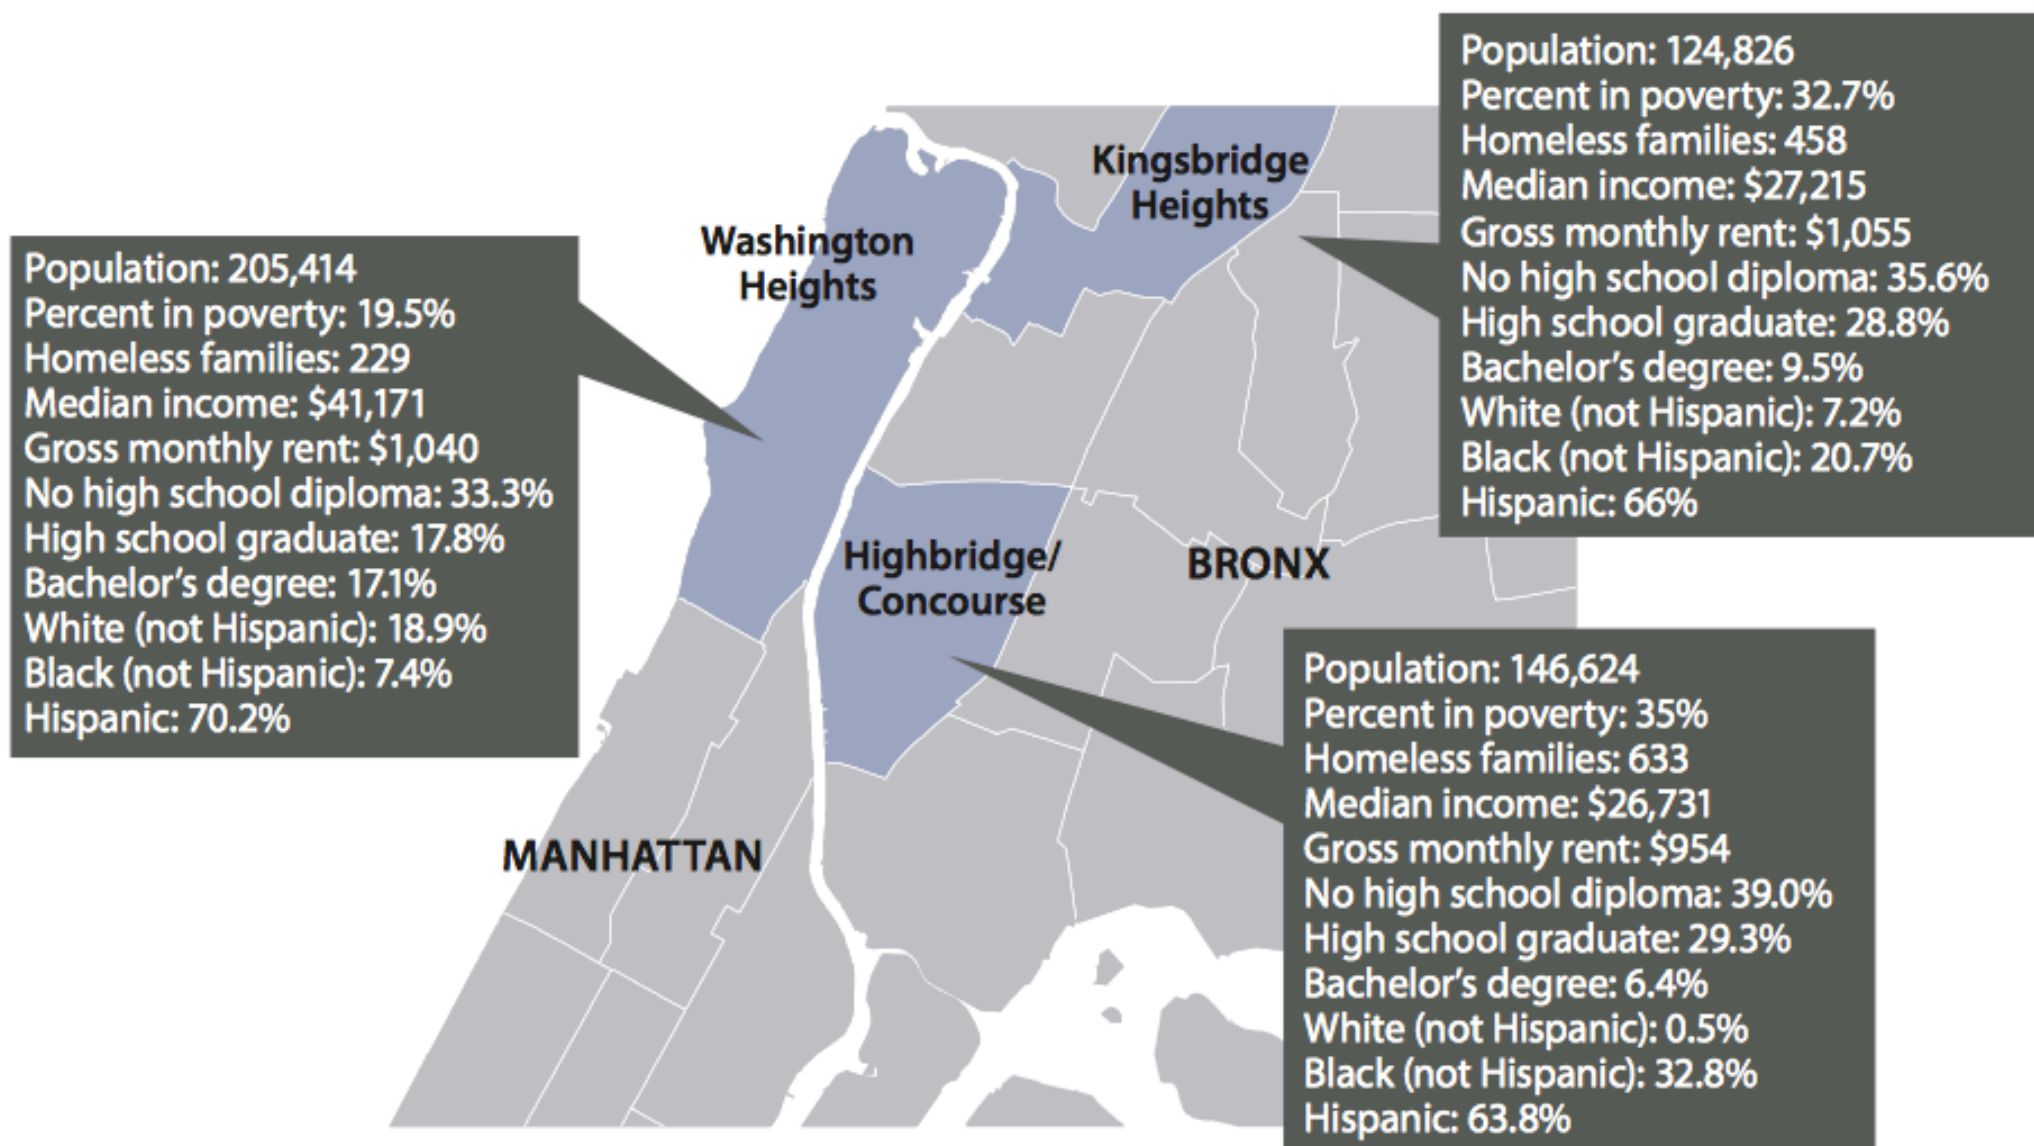 Population: 124,826
Percent in poverty: 32.7%
Homeless families: 458
Median income: $27,215
Gross monthly rent: $1,055
No high school diploma: 35.6%
High school graduate: 28.8%
Bachelor's degree: 9.5%
White (not Hispanic): 7.2%
Black (not Hispanic): 20.7%
Hispanic: 66%
Kingsbridge
Heights
Washington
Heights
Population: 205,414
Percent in poverty: 19.5%
Homeless families: 229
Median income: $41,171
Gross monthly rent: $1,040
No high school diploma: 33.3%
High school graduate: 17.8%
Bachelor's degree: 17.1%
White (not Hispanic): 18.9%
Black (not Hispanic): 7.4%
Hispanic: 70.2%
Highbridge/
Concourse
BRONX
MANHATTAN
Population: 146,624
Percent in poverty: 35%
Homeless families: 633
Median income: $26,731
Gross monthly rent: $954
No high school diploma: 39.0%
High school graduate: 29.3%
Bachelor's degree: 6.4%
White (not Hispanic): 0.5%
Black (not Hispanic): 32.8%
Hispanic: 63.8%